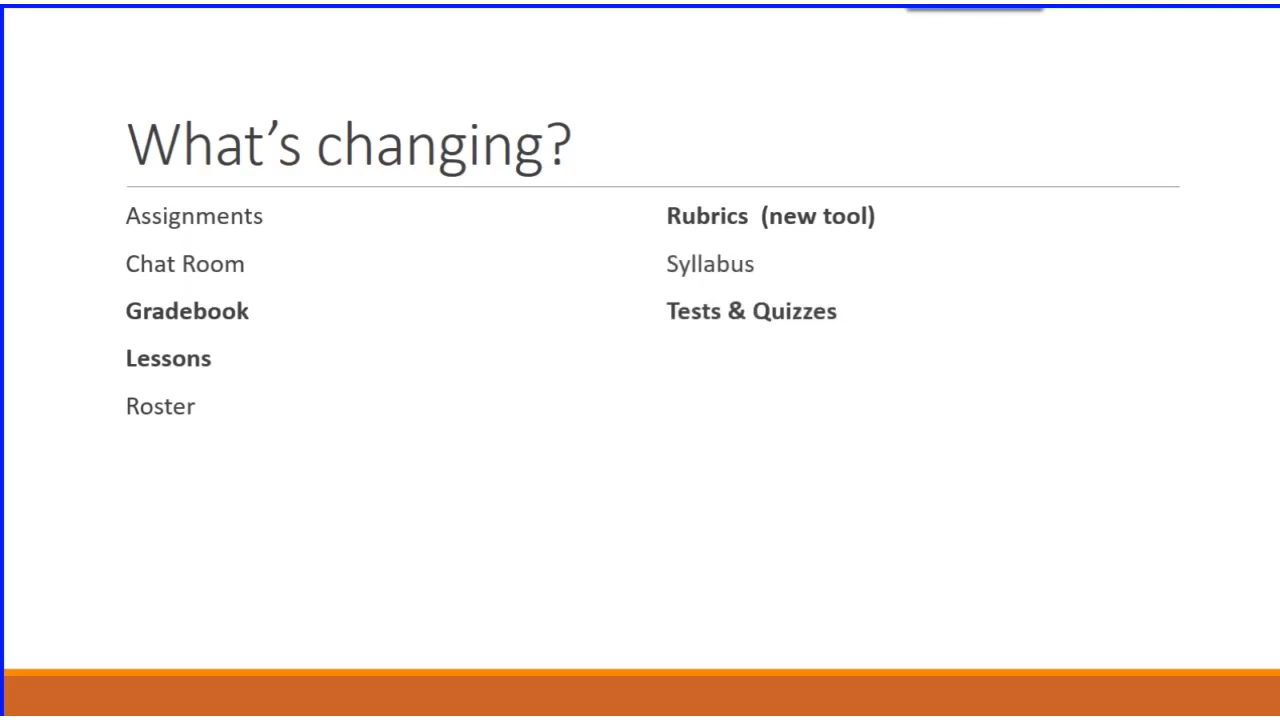 What’s changing?
Assignments
Chat Room
Gradebook
Lessons
Roster
Rubrics  (new tool)
Syllabus
Tests & Quizzes